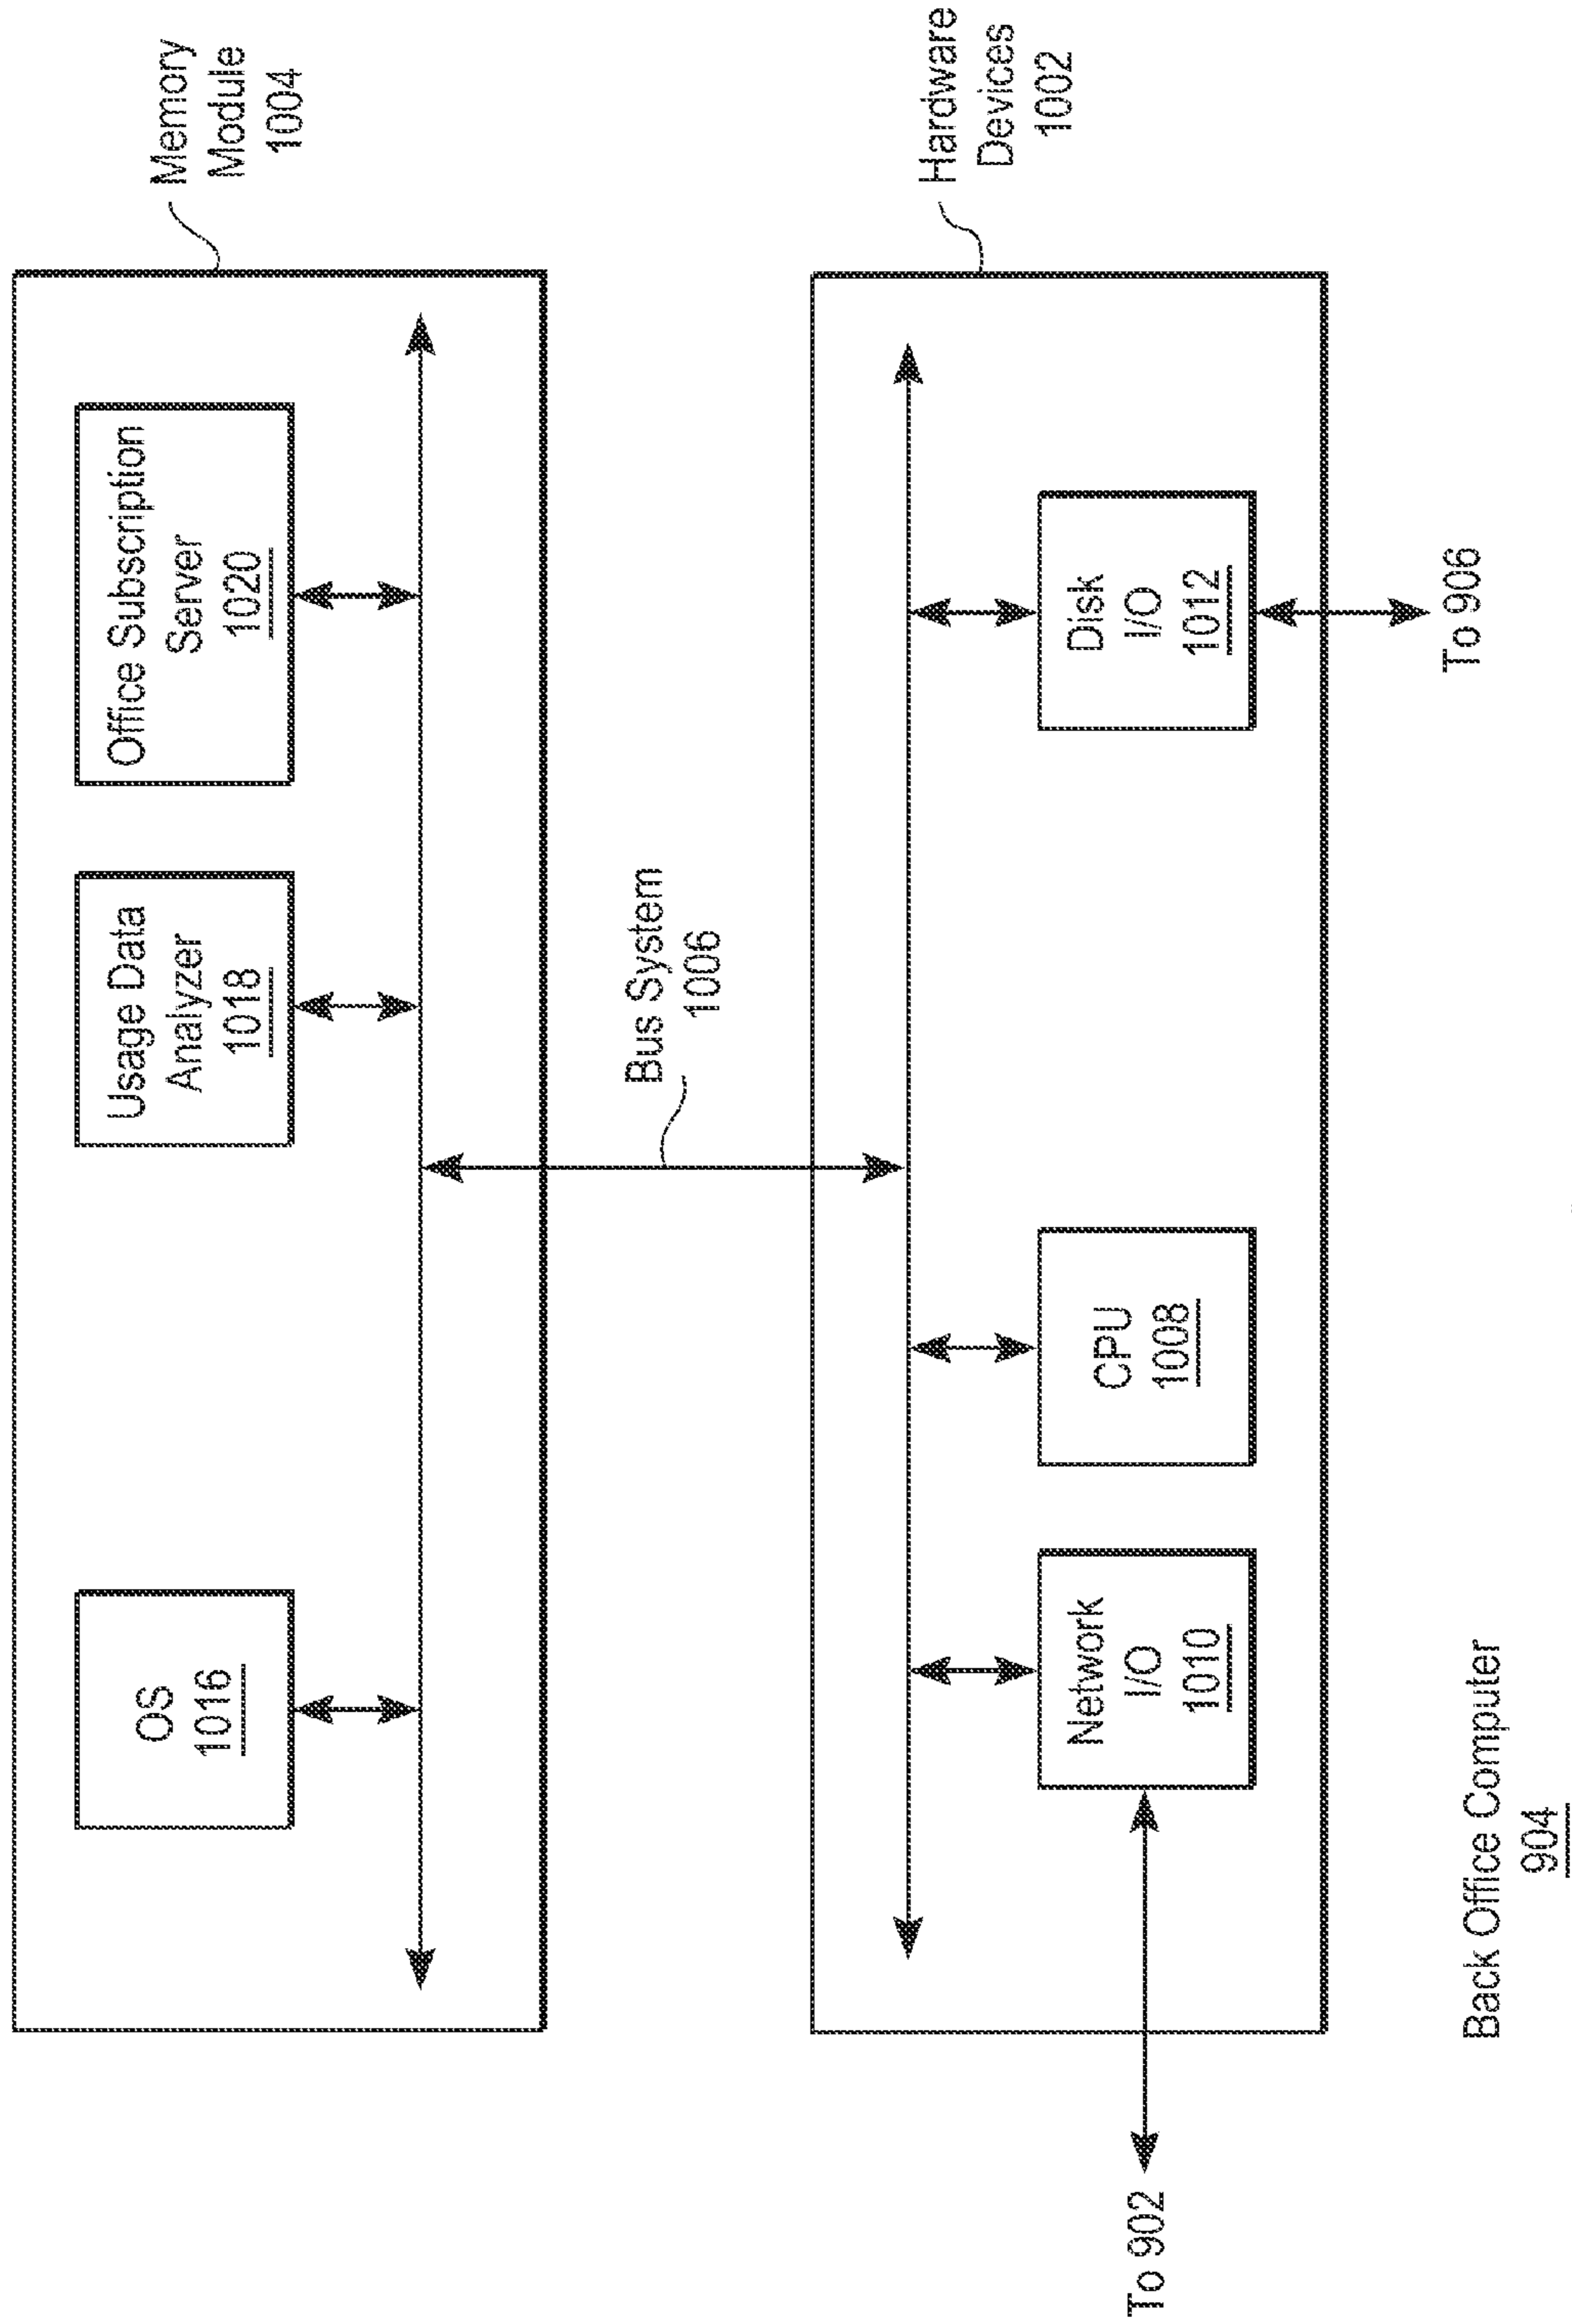 Memory
Module
1004
OS
1016
Usage Data
Analyzer
1018
Office Subscription
Server
1020
Bus System
1006
Hardware
Devices
1002
Network
I/O
1010
CPU
1008
Disk
I/O
1012
To 902
To 906
Back Office Computer
904